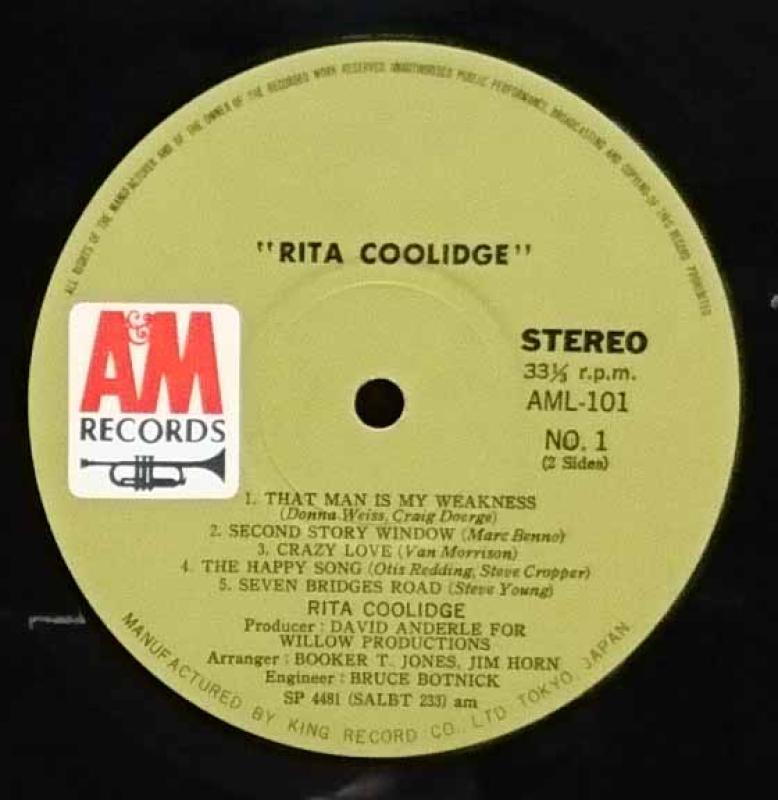 ALL RIGHTS OF THE MANUFACTURER AND OF THE OWNER OF THE RECORDED WORK RESERVED UNAUTHORISED PUBLIC PERFORMANCE, BROADCASTING AND COPYING OF THIS RECORD PROHIBITED
"RITA COOLIDGE"
A&M
RECORDS
STEREO
33⅓ r.p.m.
AML-101
NO. 1
(2 Sides)
1. THAT MAN IS MY WEAKNESS
(Donna Weiss, Craig Doerge)
2. SECOND STORY WINDOW (Marc Benno)
3. CRAZY LOVE (Van Morrison)
4. THE HAPPY SONG (Otis Redding, Steve Cropper)
5. SEVEN BRIDGES ROAD (Steve Young)
RITA COOLIDGE
Producer : DAVID ANDERLE FOR
WILLOW PRODUCTIONS
Arranger : BOOKER T. JONES, JIM HORN
Engineer : BRUCE BOTNICK
SP 4481 (SALBT 233) am
MANUFACTURED BY KING RECORD CO., LTD TOKYO, JAPAN